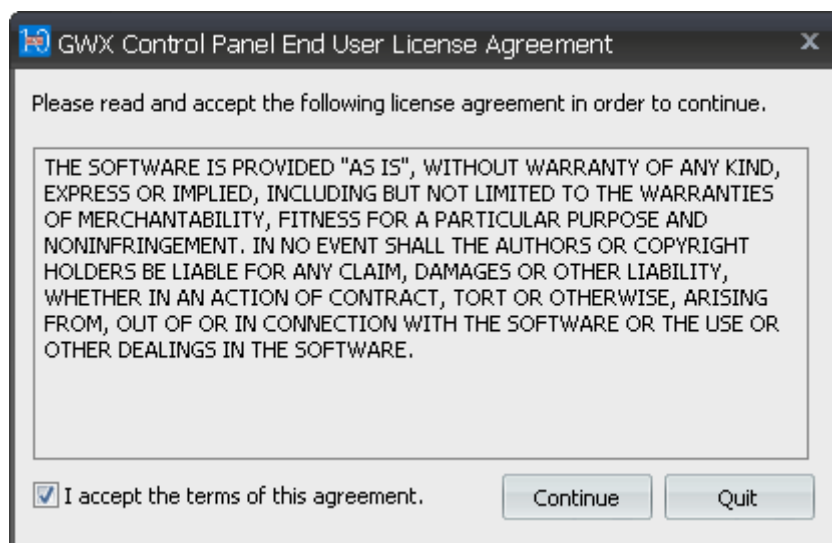 GWX Control Panel End User License Agreement
Please read and accept the following license agreement in order to continue.
THE SOFTWARE IS PROVIDED "AS IS", WITHOUT WARRANTY OF ANY KIND,
EXPRESS OR IMPLIED, INCLUDING BUT NOT LIMITED TO THE WARRANTIES
OF MERCHANTABILITY, FITNESS FOR A PARTICULAR PURPOSE AND
NONINFRINGEMENT. IN NO EVENT SHALL THE AUTHORS OR COPYRIGHT
HOLDERS BE LIABLE FOR ANY CLAIM, DAMAGES OR OTHER LIABILITY,
WHETHER IN AN ACTION OF CONTRACT, TORT OR OTHERWISE, ARISING
FROM, OUT OF OR IN CONNECTION WITH THE SOFTWARE OR THE USE OR
OTHER DEALINGS IN THE SOFTWARE.
I accept the terms of this agreement. Continue Quit